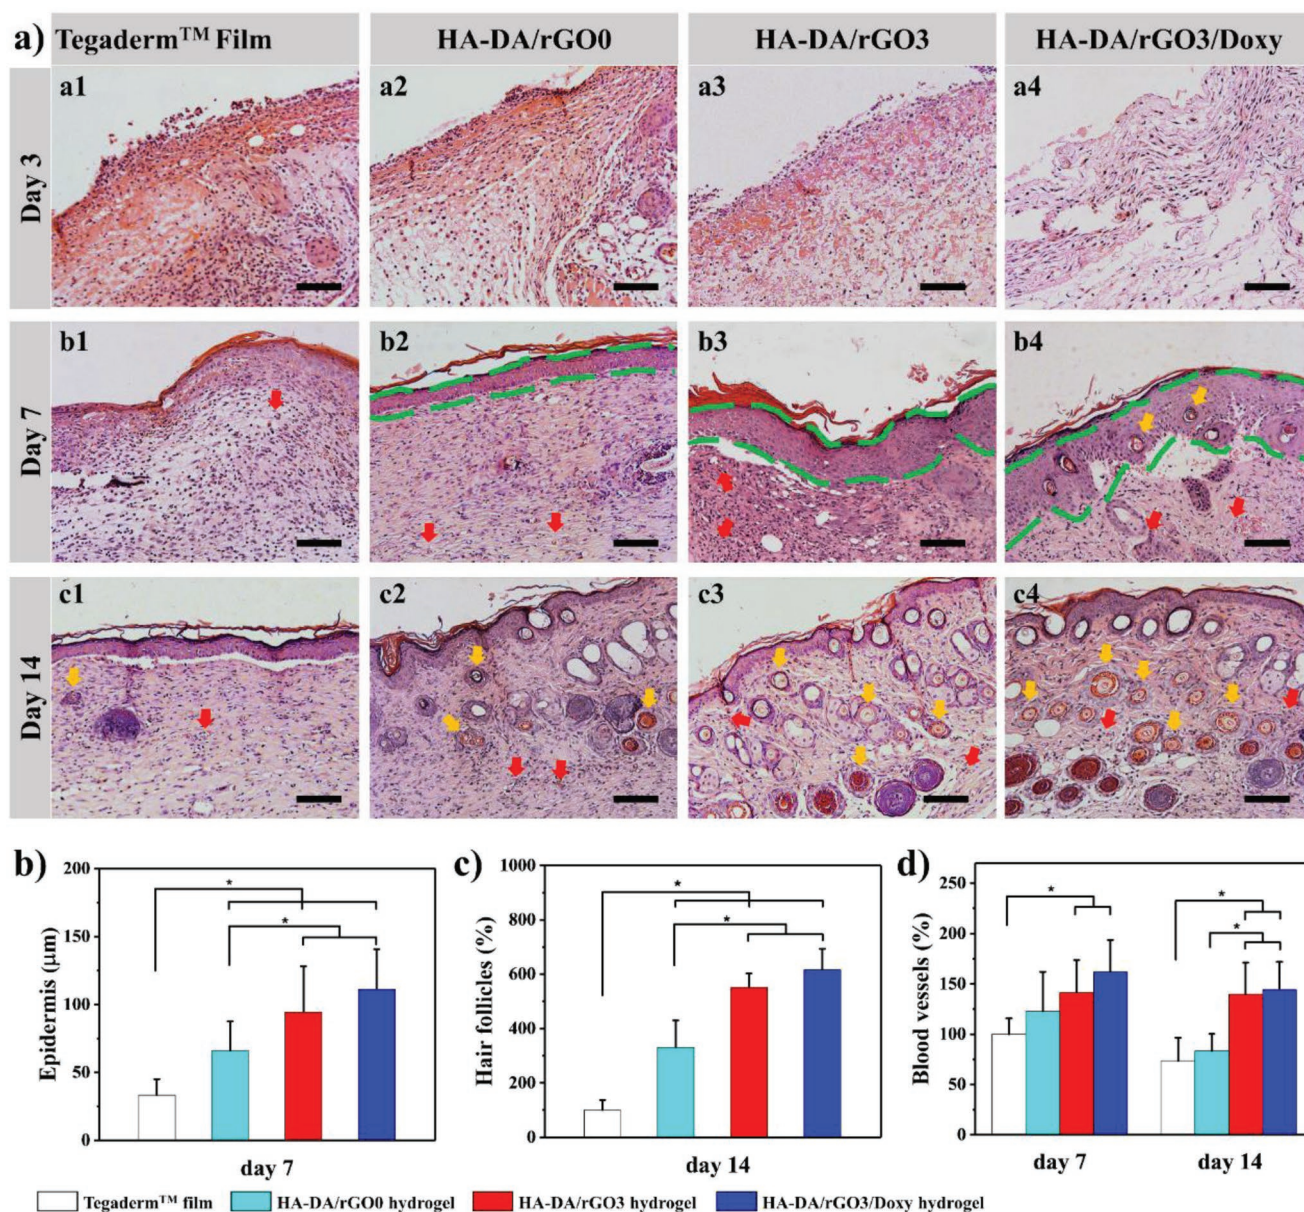 a)
Tegaderm™ Film
HA-DA/rGO0
HA-DA/rGO3
HA-DA/rGO3/Doxy
Day 3
a1
a2
a3
a4
Day 7
b1
b2
b3
b4
Day 14
c1
c2
c3
c4
b)
Epidermis (μm)
200
150
100
50
0
*
*
day 7
c)
Hair follicles (%)
1000
800
600
400
200
0
*
*
day 14
d)
Blood vessels (%)
250
200
150
100
50
0
*
*
*
day 7
day 14
Tegaderm™ film
HA-DA/rGO0 hydrogel
HA-DA/rGO3 hydrogel
HA-DA/rGO3/Doxy hydrogel